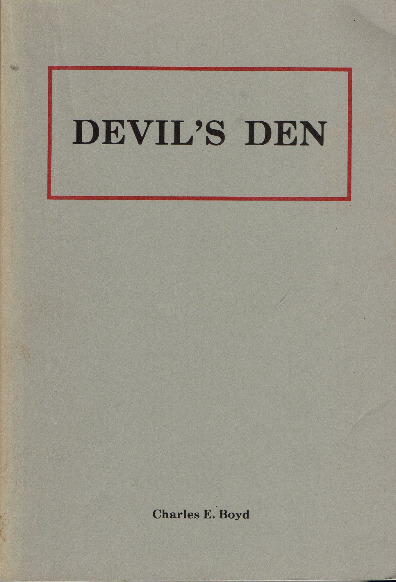 DEVIL'S DEN
Charles E. Boyd